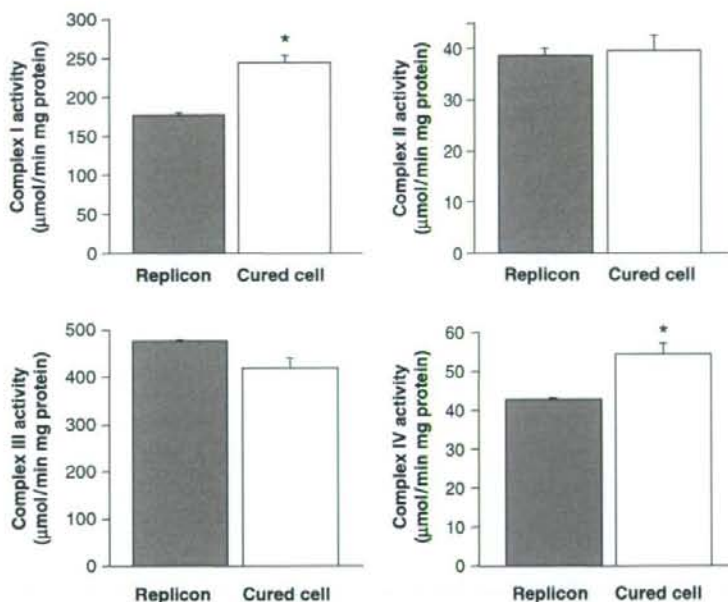 Complex I activity
(µmol/min mg protein)
300
250
200
150
100
50
0
*
Replicon Cured cell
Complex II activity
(µmol/min mg protein)
40
30
20
10
0
Replicon Cured cell
Complex III activity
(µmol/min mg protein)
500
400
300
200
100
0
Replicon Cured cell
Complex IV activity
(µmol/min mg protein)
60
50
40
30
20
10
0
*
Replicon Cured cell